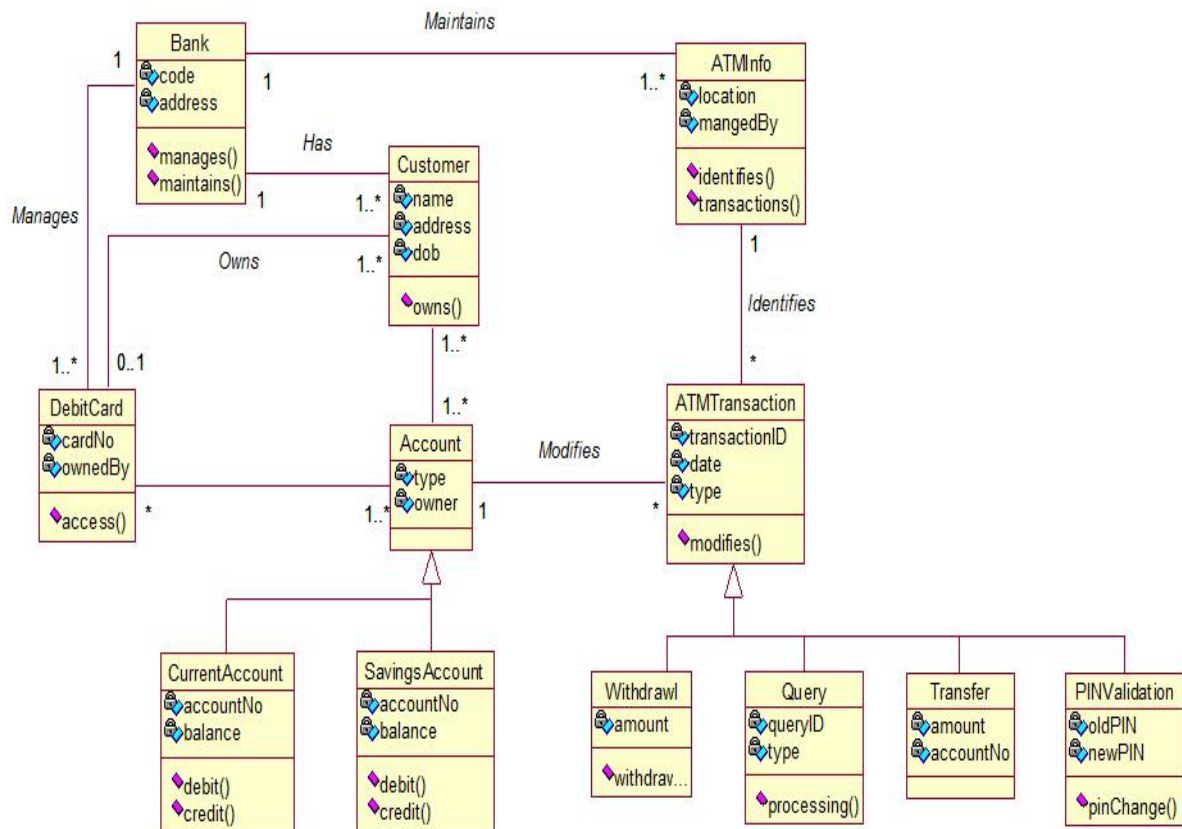 Maintains
Bank
code
address
manages()
maintains()
1
1
1..*
ATMInfo
location
mangedBy
identifies()
transactions()
Has
1
1..*
Customer
name
address
dob
owns()
Manages
Owns
1..*
1
Identifies
*
1..*
0..1
1..*
1..*
DebitCard
cardNo
ownedBy
access()
*
1..*
Account
type
owner
1
Modifies
*
ATMTransaction
transactionID
date
type
modifies()
CurrentAccount
accountNo
balance
debit()
credit()
SavingsAccount
accountNo
balance
debit()
credit()
Withdrawl
amount
withdraw...
Query
queryID
type
processing()
Transfer
amount
accountNo
PINValidation
oldPIN
newPIN
pinChange()